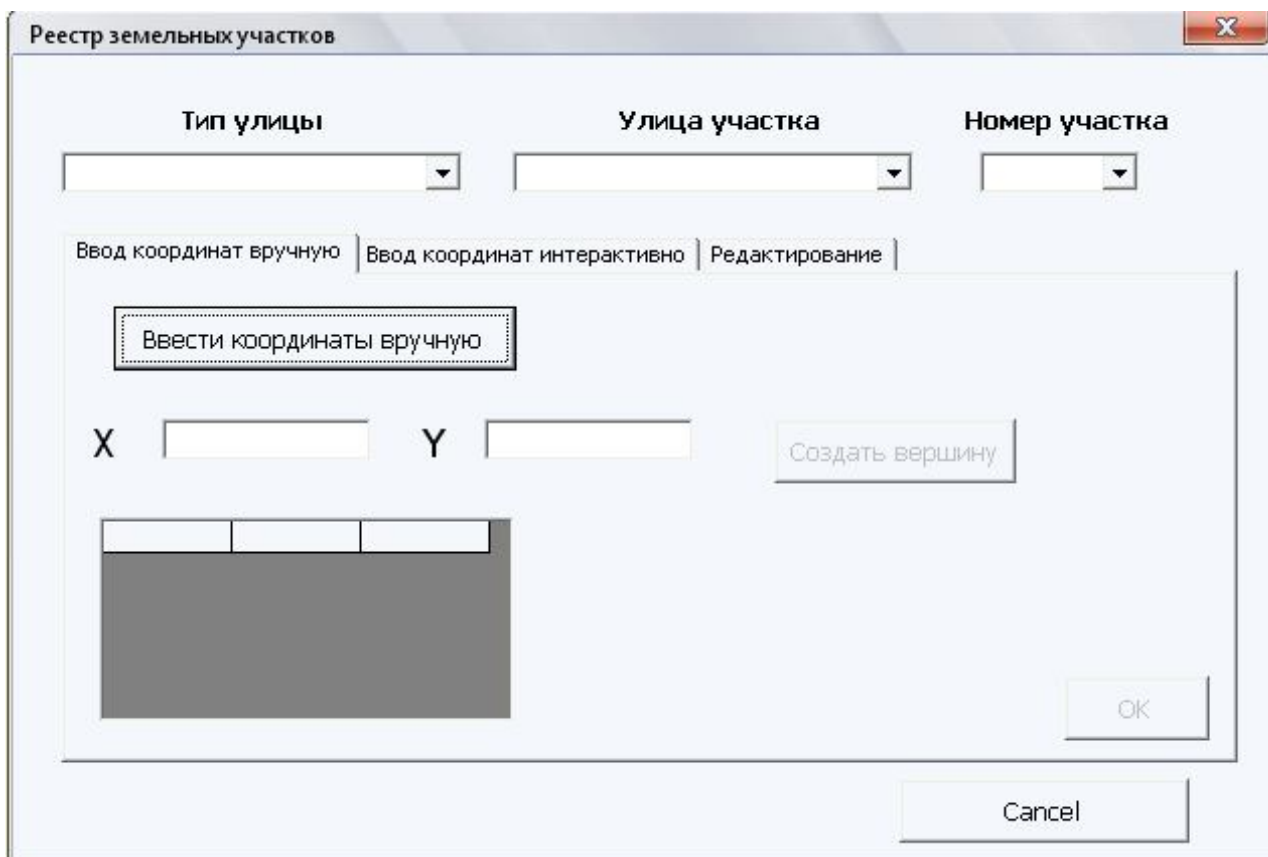 Реестр земельных участков
Тип улицы Улица участка Номер участка
Ввод координат вручную Ввод координат интерактивно Редактирование
Ввести координаты вручную
X Y Создать вершину
OK
Cancel